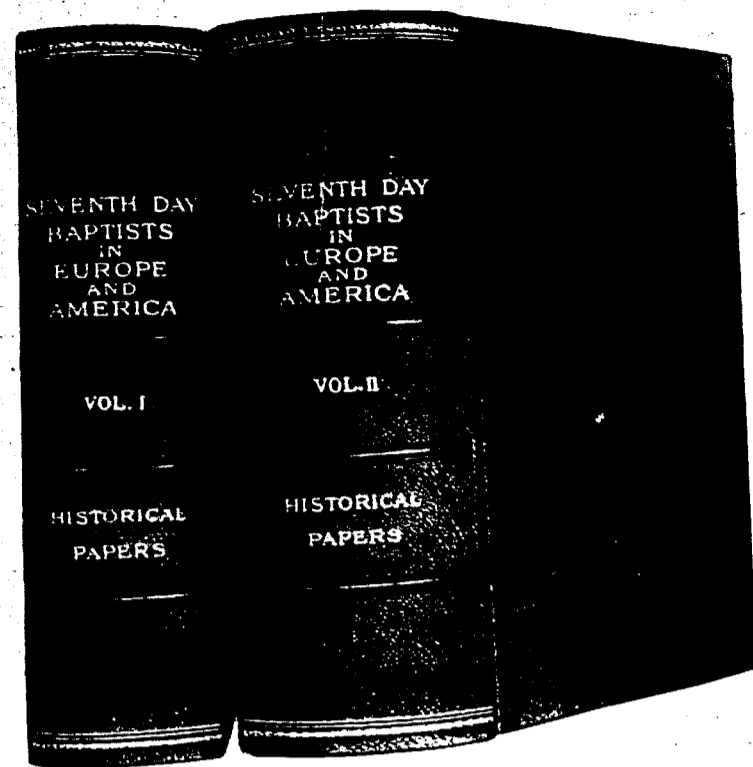 SEVENTH DAY
BAPTISTS
IN
EUROPE
AND
AMERICA
VOL. I
HISTORICAL
PAPERS
SEVENTH DAY
BAPTISTS
IN
EUROPE
AND
AMERICA
VOL. II
HISTORICAL
PAPERS